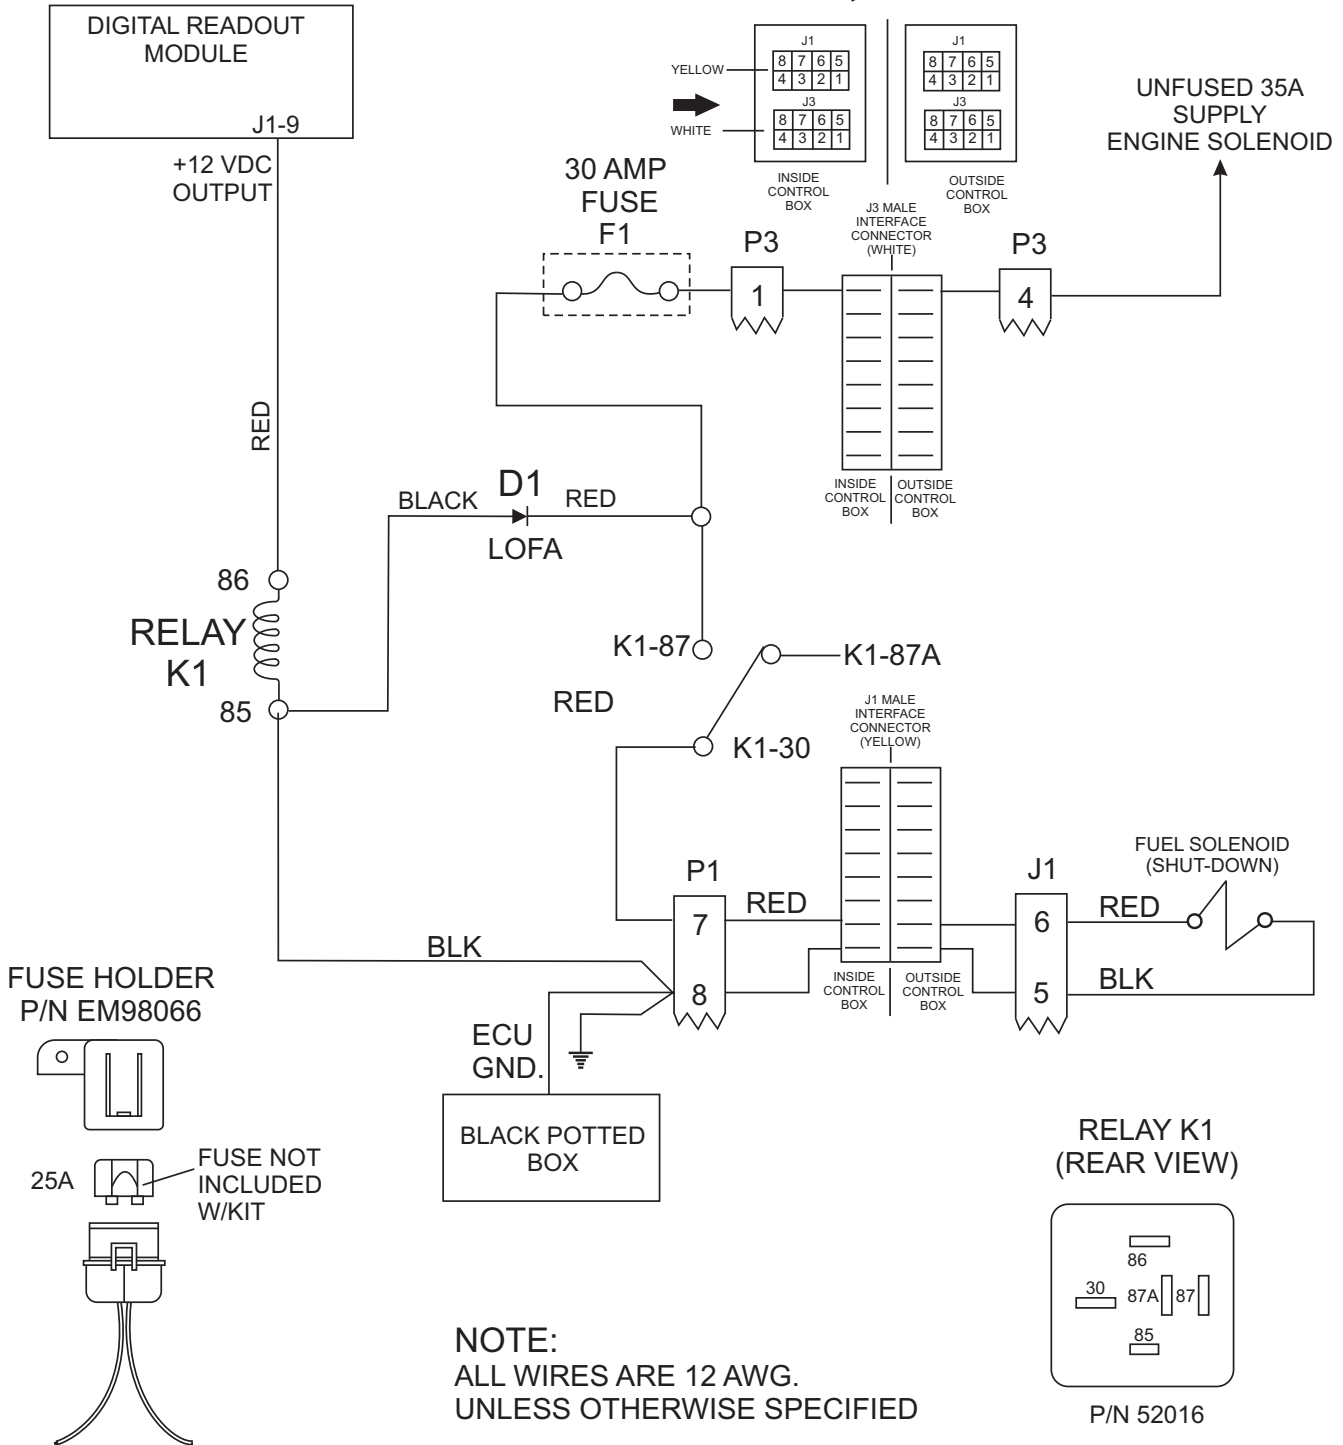 DIGITAL READOUT
MODULE
J1-9
+12 VDC
OUTPUT
YELLOW
WHITE
J1
8 7 6 5
4 3 2 1
J3
8 7 6 5
4 3 2 1
INSIDE
CONTROL
BOX
J1
8 7 6 5
4 3 2 1
J3
8 7 6 5
4 3 2 1
OUTSIDE
CONTROL
BOX
UNFUSED 35A
SUPPLY
ENGINE SOLENOID
30 AMP
FUSE
F1
P3
1
J3 MALE
INTERFACE
CONNECTOR
(WHITE)
P3
4
INSIDE
CONTROL
BOX
OUTSIDE
CONTROL
BOX
RED
BLACK
D1
RED
LOFA
86
RELAY
K1
85
K1-87
K1-87A
RED
K1-30
J1 MALE
INTERFACE
CONNECTOR
(YELLOW)
P1
7
8
RED
INSIDE
CONTROL
BOX
OUTSIDE
CONTROL
BOX
J1
6
5
FUEL SOLENOID
(SHUT-DOWN)
RED
BLK
BLK
ECU
GND.
BLACK POTTED
BOX
FUSE HOLDER
P/N EM98066
25A
FUSE NOT
INCLUDED
W/KIT
NOTE:
ALL WIRES ARE 12 AWG.
UNLESS OTHERWISE SPECIFIED
RELAY K1
(REAR VIEW)
86
30
87A
87
85
P/N 52016